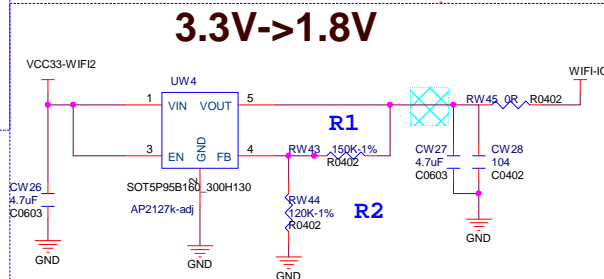 3.3V->1.8V
VCC33-WIFI2
UW4
WIFI-IO
1 VIN VOUT 5
RW45 0R
R0402
R1
3 EN GND FB 4
2
RW43 150K-1%
R0402
CW27
4.7uF
C0603
CW28
104
C0402
CW26
4.7uF
C0603
SOT5P95B160_300H130
AP2127k-adj
RW44
120K-1%
R0402
R2
GND
GND
GND
GND